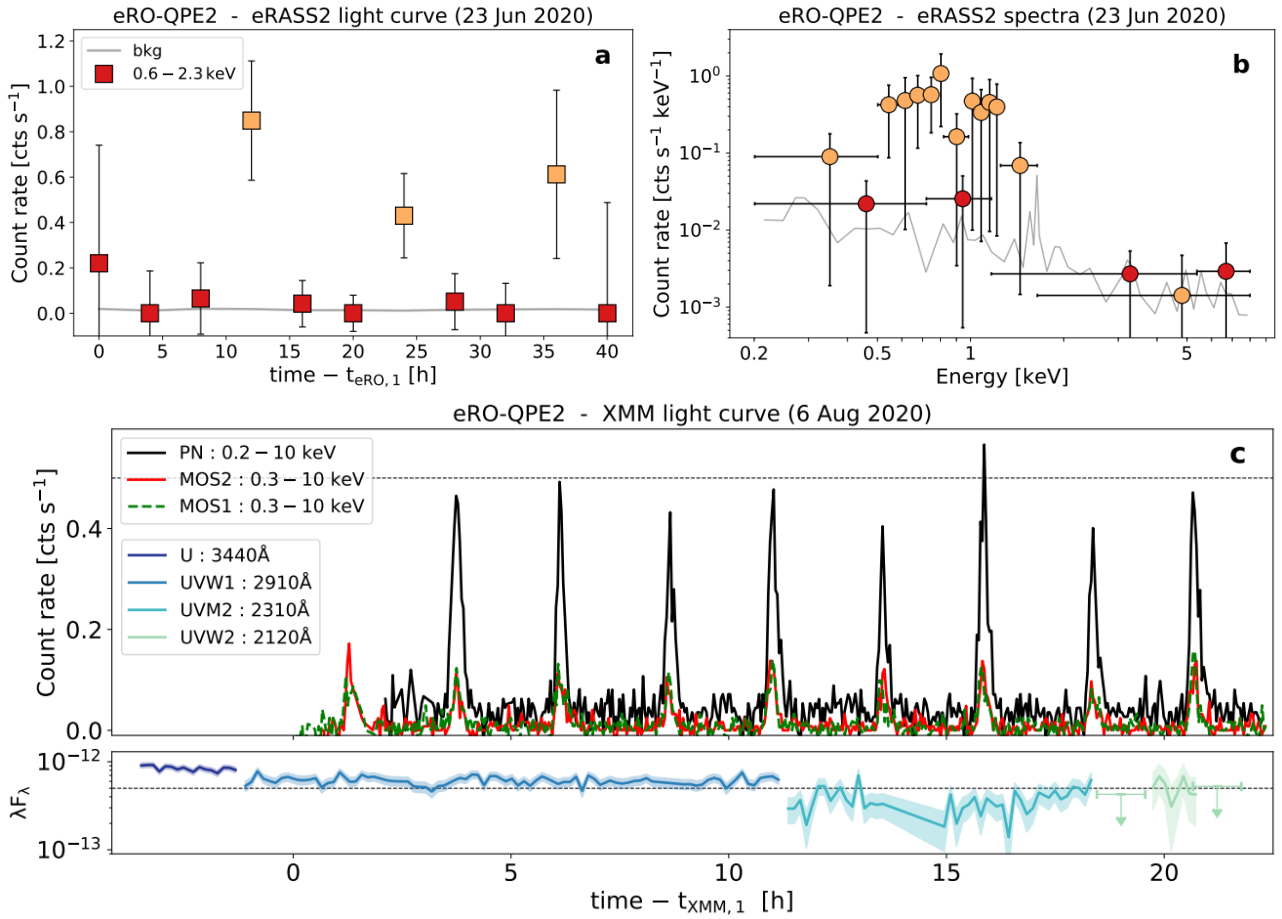 eRO-QPE2 - eRASS2 light curve (23 Jun 2020)
a
bkg
0.6 − 2.3 keV
Count rate [cts s⁻¹]
1.2
1.0
0.8
0.6
0.4
0.2
0.0
0 5 10 15 20 25 30 35 40
time − t_eRO, 1 [h]
eRO-QPE2 - eRASS2 spectra (23 Jun 2020)
b
Count rate [cts s⁻¹ keV⁻¹]
10⁰
10⁻¹
10⁻²
10⁻³
0.2 0.5 1 5
Energy [keV]
eRO-QPE2 - XMM light curve (6 Aug 2020)
c
PN : 0.2 − 10 keV
MOS2 : 0.3 − 10 keV
MOS1 : 0.3 − 10 keV
U : 3440Å
UVW1 : 2910Å
UVM2 : 2310Å
UVW2 : 2120Å
Count rate [cts s⁻¹]
0.4
0.2
0.0
λF_λ
10⁻¹²
10⁻¹³
0 5 10 15 20
time − t_XMM, 1 [h]